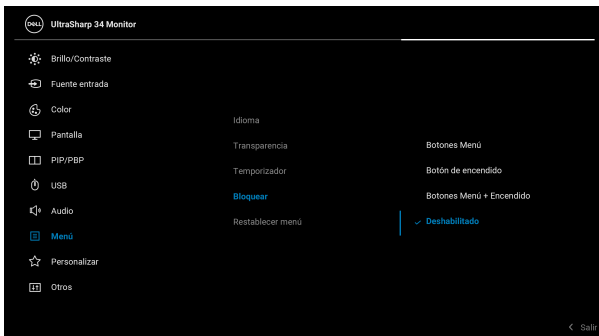 DELL UltraSharp 34 Monitor
Brillo/Contraste
Fuente entrada
Color
Pantalla
PIP/PBP
USB
Audio
Menú
Personalizar
Otros
Idioma
Transparencia
Temporizador
Bloquear
Restablecer menú
Botones Menú
Botón de encendido
Botones Menú + Encendido
Deshabilitado
Salir